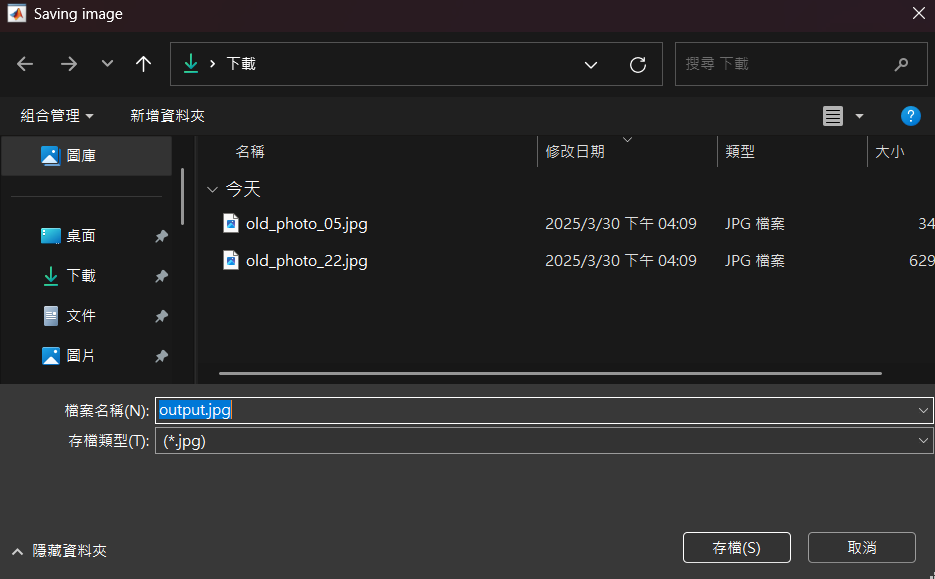 Saving image
下載
搜尋 下載
組合管理
新增資料夾
圖庫
桌面
下載
文件
圖片
名稱
修改日期
類型
大小
今天
old_photo_05.jpg
2025/3/30 下午 04:09
JPG 檔案
34
old_photo_22.jpg
2025/3/30 下午 04:09
JPG 檔案
629
檔案名稱(N):
output.jpg
存檔類型(T):
(*.jpg)
隱藏資料夾
存檔(S)
取消